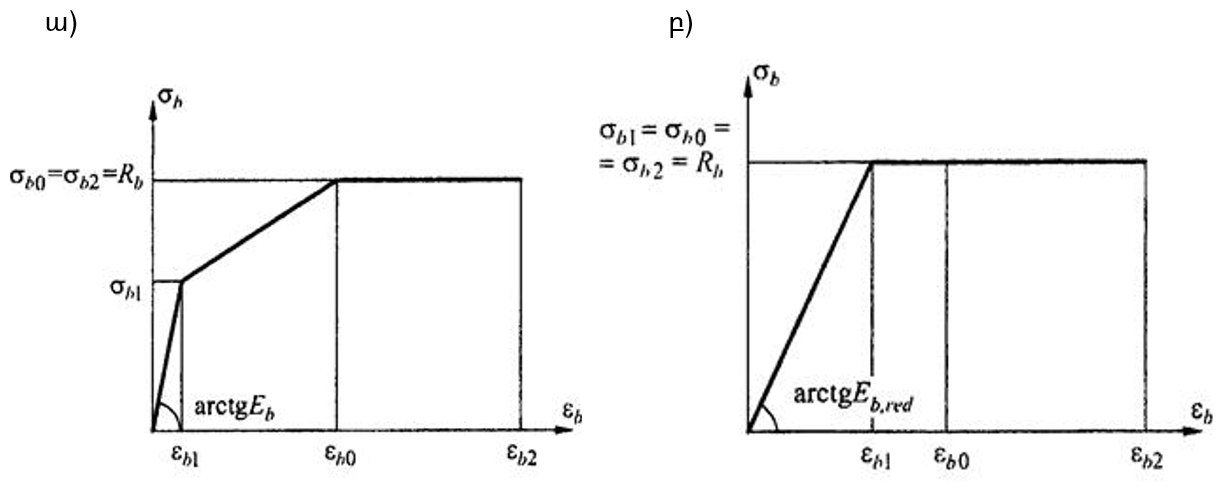 ա)
բ)
σb
σb0=σb2=Rb
σb1
arctgEb
εb
εb1
εb0
εb2
σb
σb1 = σb0 =
= σb2 = Rb
arctgEb,red
εb
εb1
εb0
εb2